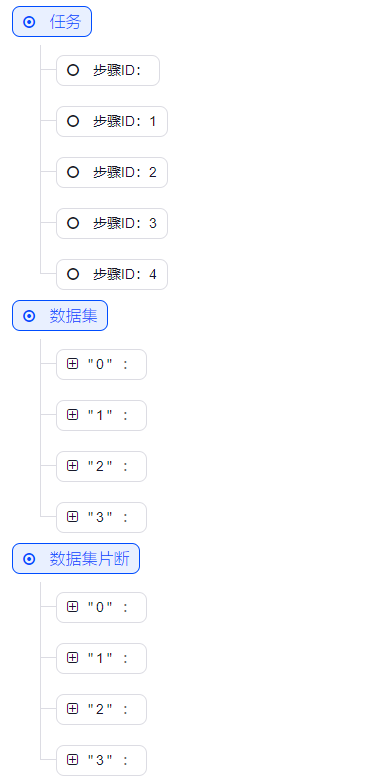 任务
步骤ID：
步骤ID：1
步骤ID：2
步骤ID：3
步骤ID：4
数据集
"0" ：
"1" ：
"2" ：
"3" ：
数据集片断
"0" ：
"1" ：
"2" ：
"3" ：